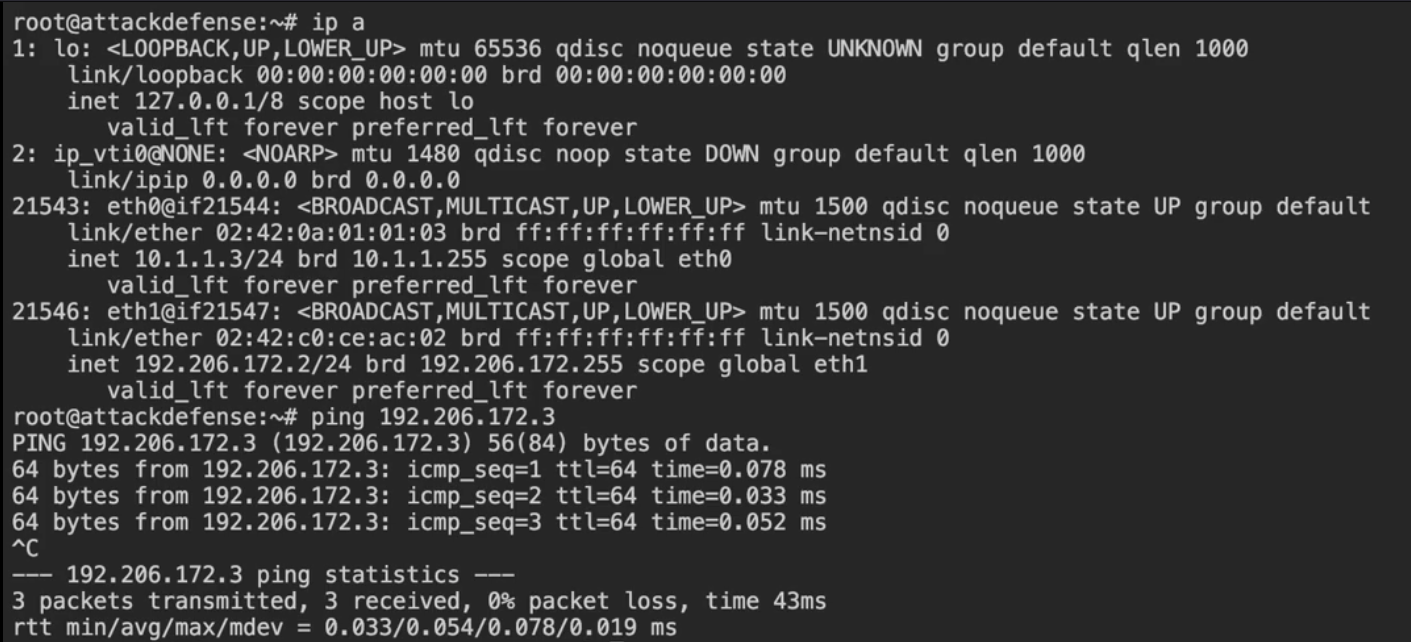 root@attackdefense:~# ip a
1: lo: <LOOPBACK,UP,LOWER_UP> mtu 65536 qdisc noqueue state UNKNOWN group default qlen 1000
    link/loopback 00:00:00:00:00:00 brd 00:00:00:00:00:00
    inet 127.0.0.1/8 scope host lo
       valid_lft forever preferred_lft forever
2: ip_vti0@NONE: <NOARP> mtu 1480 qdisc noop state DOWN group default qlen 1000
    link/ipip 0.0.0.0 brd 0.0.0.0
21543: eth0@if21544: <BROADCAST,MULTICAST,UP,LOWER_UP> mtu 1500 qdisc noqueue state UP group default
    link/ether 02:42:0a:01:01:03 brd ff:ff:ff:ff:ff:ff link-netnsid 0
    inet 10.1.1.3/24 brd 10.1.1.255 scope global eth0
       valid_lft forever preferred_lft forever
21546: eth1@if21547: <BROADCAST,MULTICAST,UP,LOWER_UP> mtu 1500 qdisc noqueue state UP group default
    link/ether 02:42:c0:ce:ac:02 brd ff:ff:ff:ff:ff:ff link-netnsid 0
    inet 192.206.172.2/24 brd 192.206.172.255 scope global eth1
       valid_lft forever preferred_lft forever
root@attackdefense:~# ping 192.206.172.3
PING 192.206.172.3 (192.206.172.3) 56(84) bytes of data.
64 bytes from 192.206.172.3: icmp_seq=1 ttl=64 time=0.078 ms
64 bytes from 192.206.172.3: icmp_seq=2 ttl=64 time=0.033 ms
64 bytes from 192.206.172.3: icmp_seq=3 ttl=64 time=0.052 ms
^C
--- 192.206.172.3 ping statistics ---
3 packets transmitted, 3 received, 0% packet loss, time 43ms
rtt min/avg/max/mdev = 0.033/0.054/0.078/0.019 ms